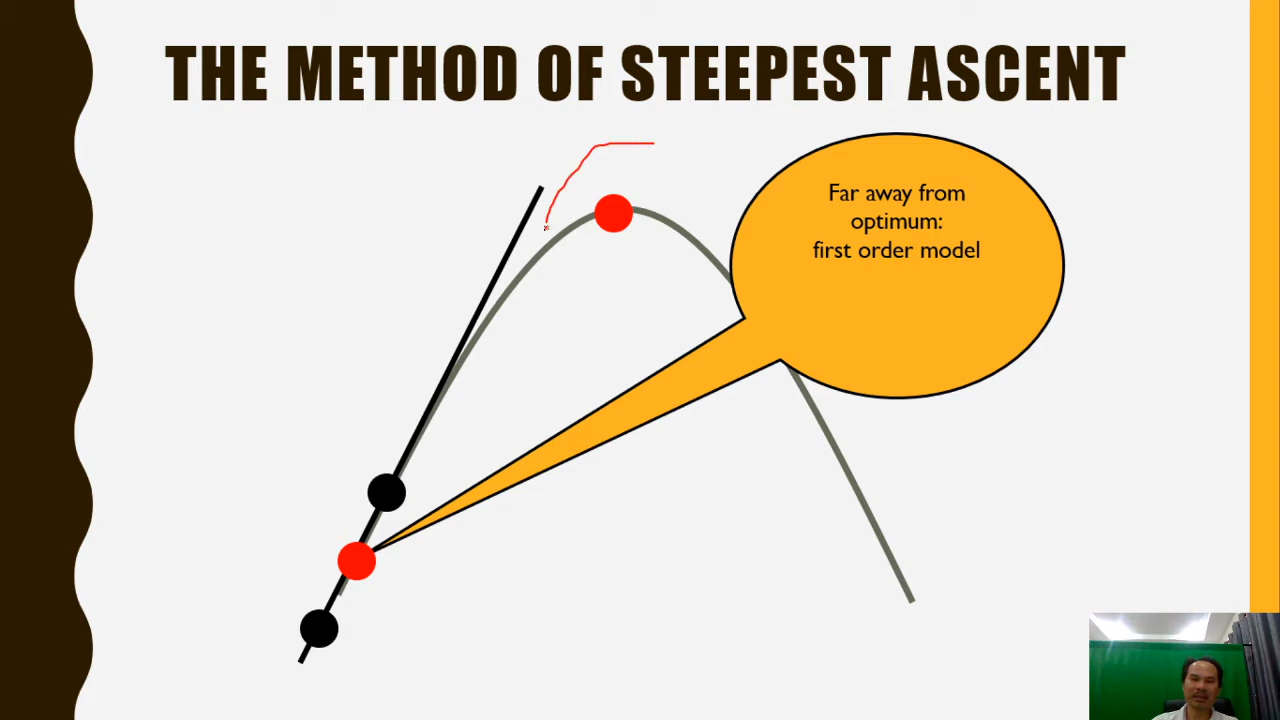 THE METHOD OF STEEPEST ASCENT
Far away from
optimum:
first order model